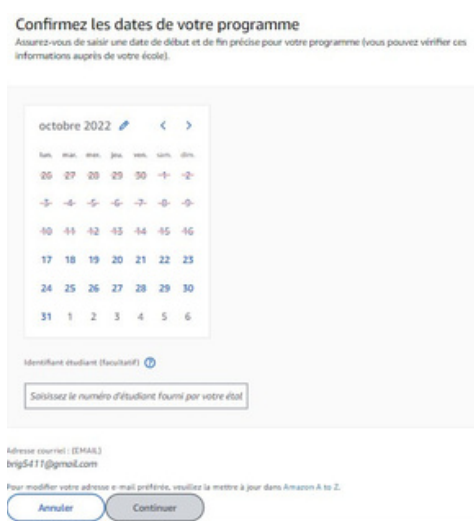 Confirmez les dates de votre programme
Assurez-vous de saisir une date de début et de fin précise pour votre programme (vous pouvez vérifier ces
informations auprès de votre école).
octobre 2022
lun. mar. mer. jeu. ven. sam. dim.
26 27 28 29 30 1 2
3 4 5 6 7 8 9
10 11 12 13 14 15 16
17 18 19 20 21 22 23
24 25 26 27 28 29 30
31 1 2 3 4 5 6
Identifiant étudiant (facultatif) ?
Saisissez le numéro d'étudiant fourni par votre étal
Adresse courriel : (EMAIL)
brig5411@gmail.com
Pour modifier votre adresse e-mail préférée, veuillez la mettre à jour dans Amazon A to Z.
Annuler Continuer